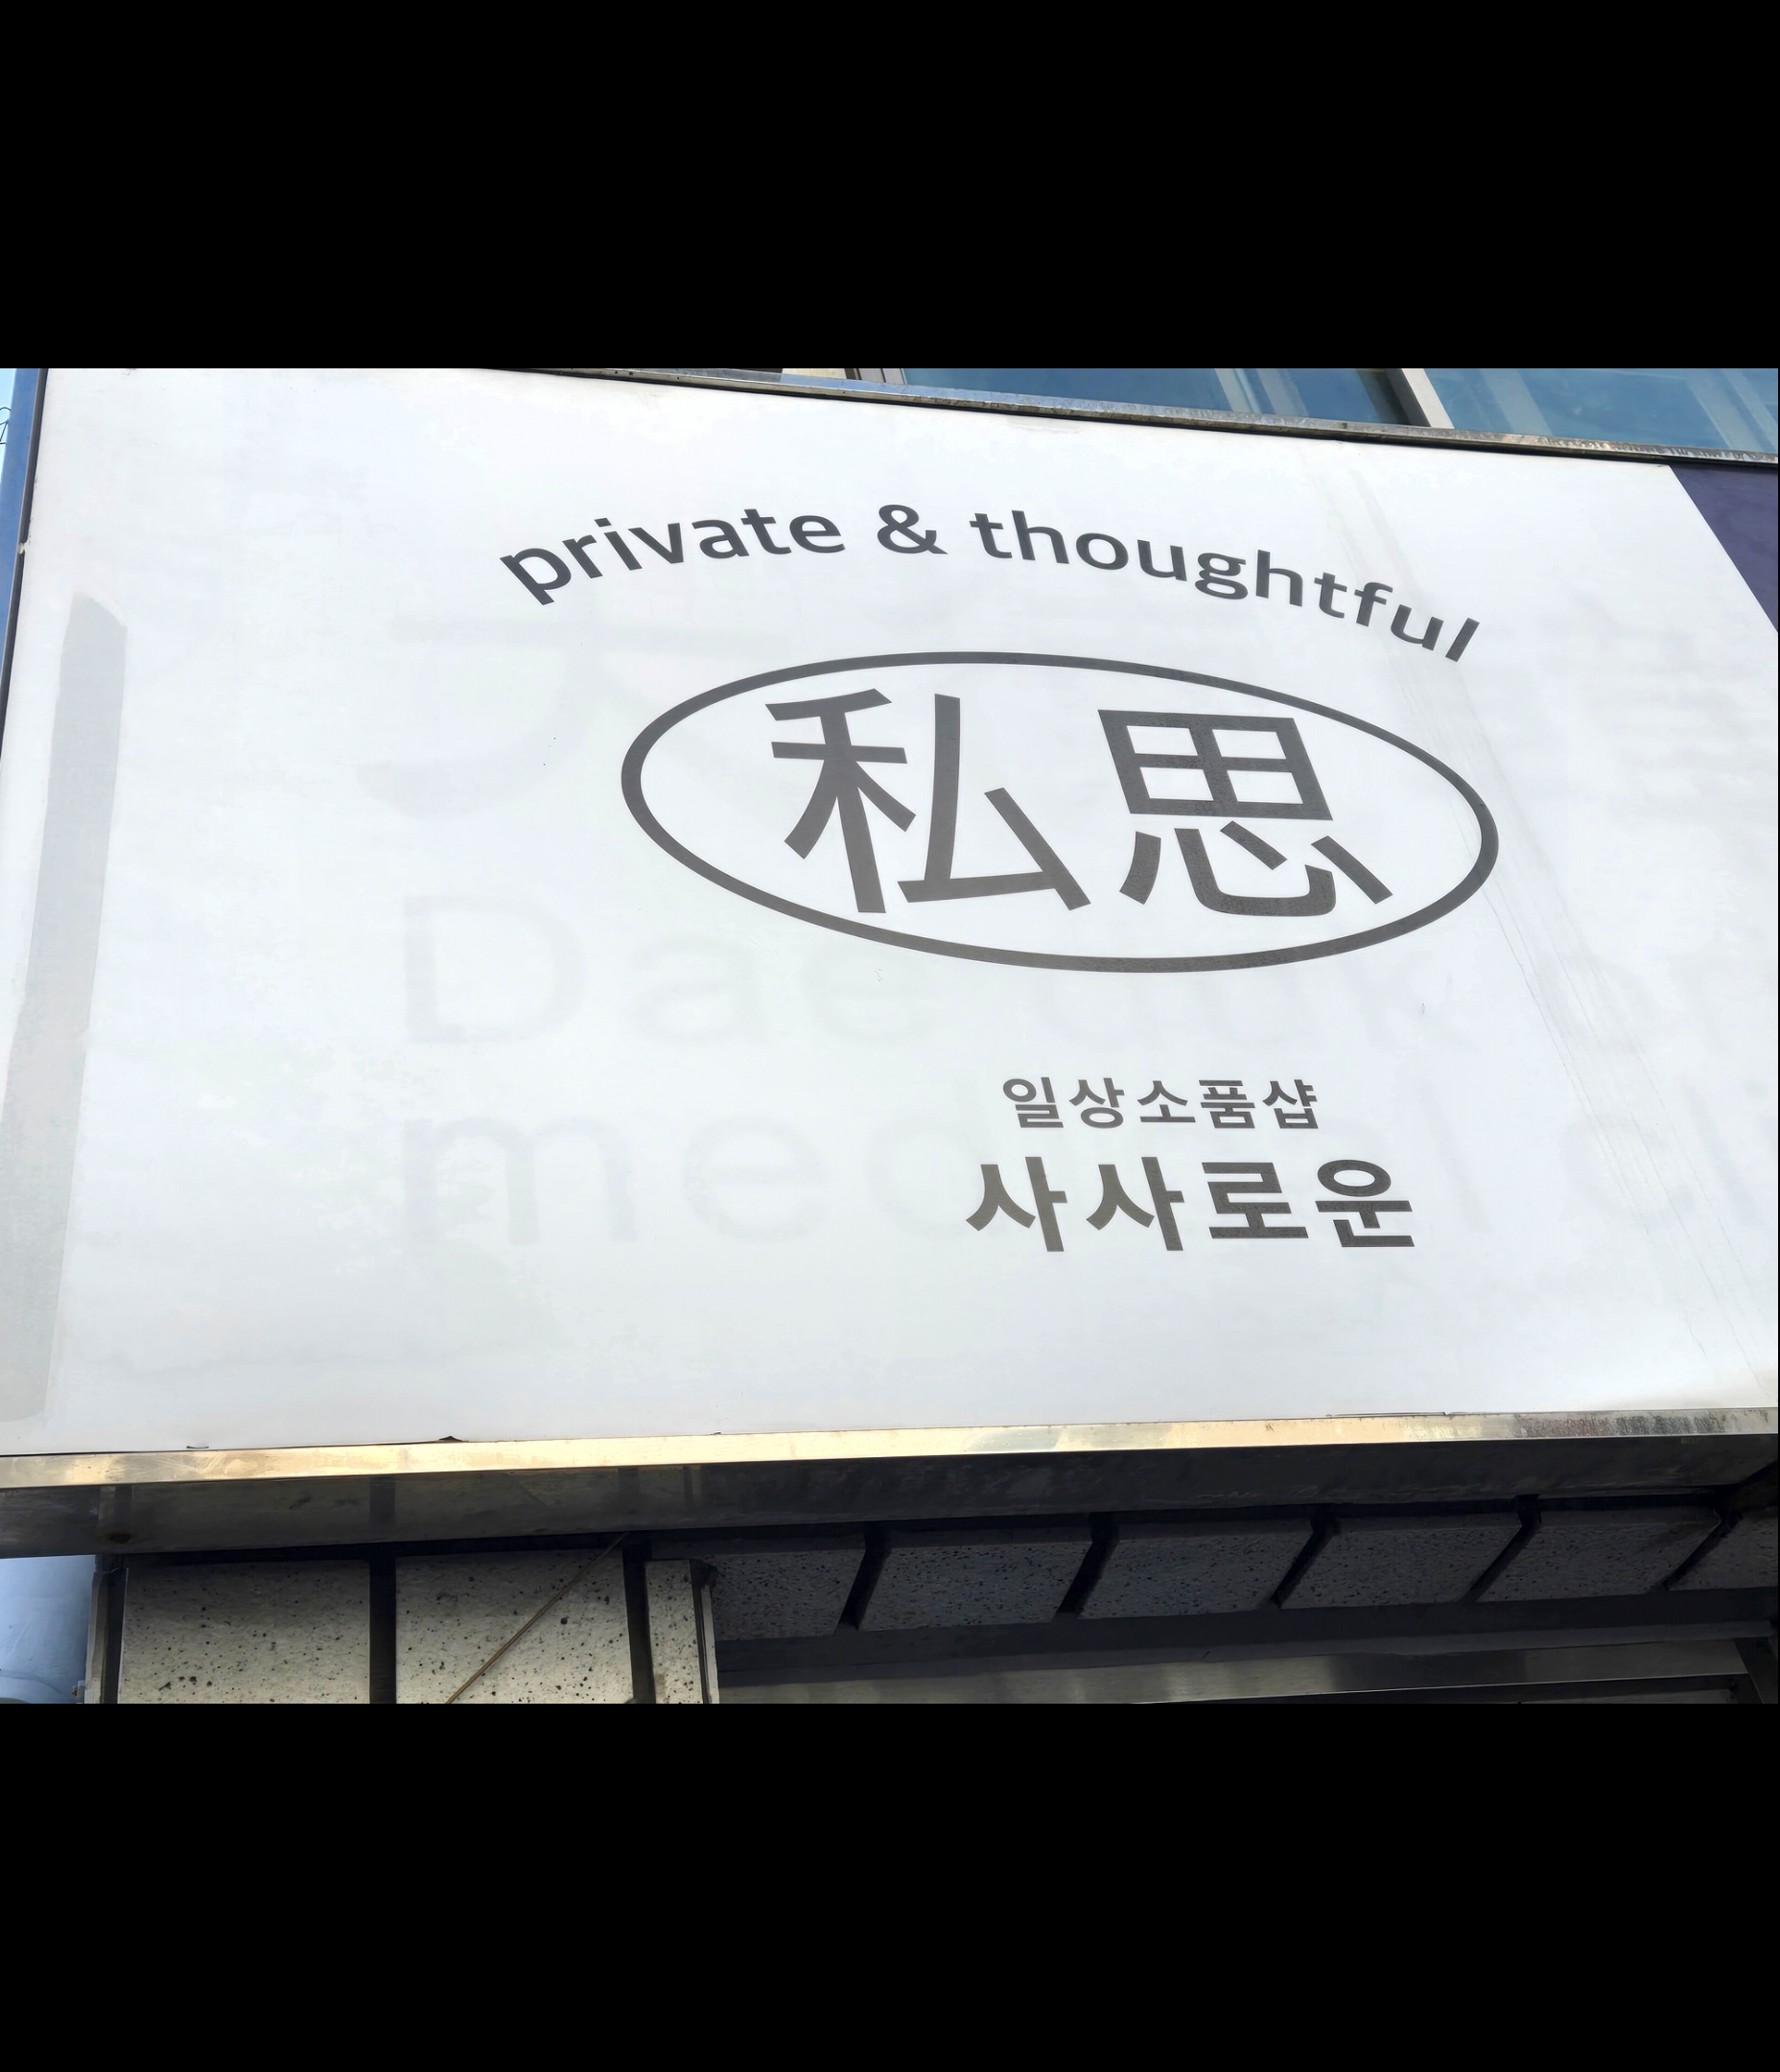 private & thoughtful
私思
일상소품샵
사사로운